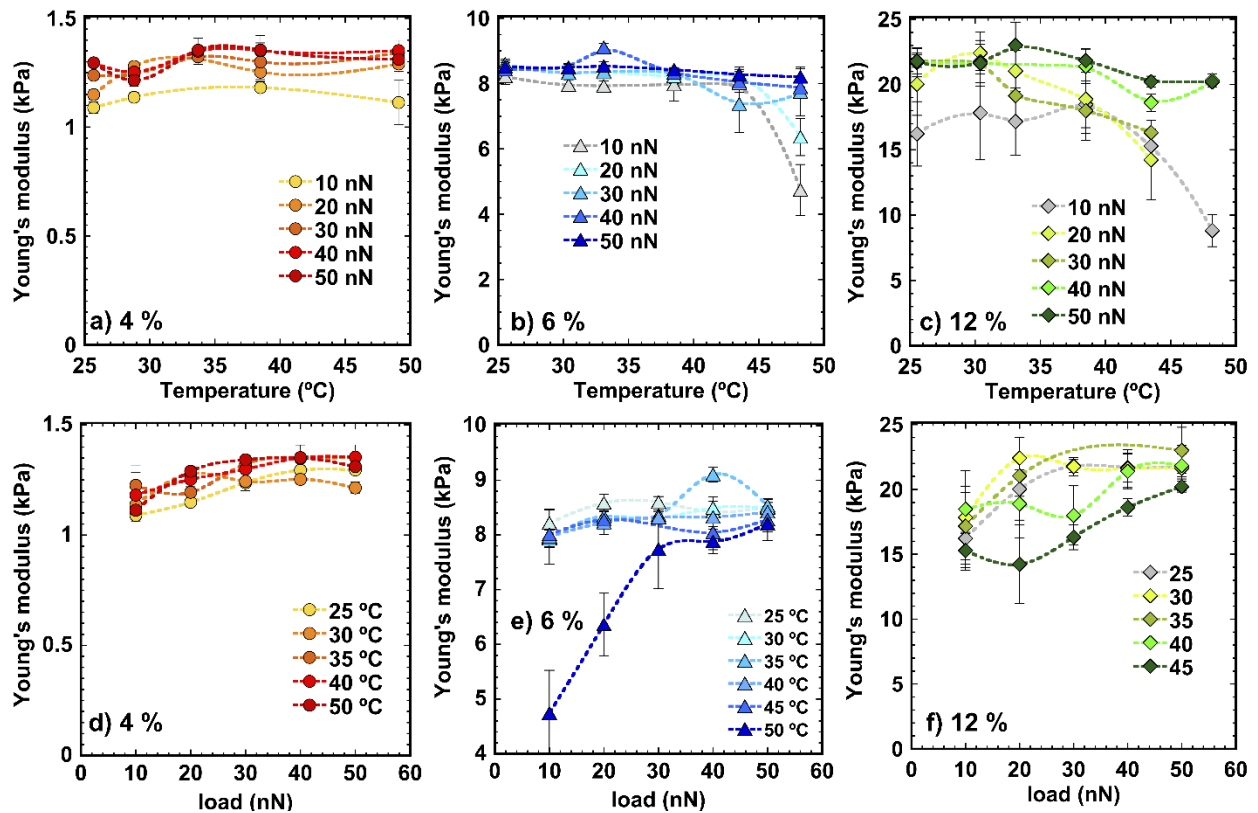 1.5
1
0.5
0
Young's modulus (kPa)
10 nN
20 nN
30 nN
40 nN
50 nN
a) 4 %
25 30 35 40 45 50
Temperature (ºC)
10
8
6
4
2
0
Young's modulus (kPa)
10 nN
20 nN
30 nN
40 nN
50 nN
b) 6 %
25 30 35 40 45 50
Temperature (ºC)
25
20
15
10
5
0
Young's modulus (kPa)
10 nN
20 nN
30 nN
40 nN
50 nN
c) 12 %
25 30 35 40 45 50
Temperature (ºC)
1.5
1
0.5
0
Young's modulus (kPa)
25 ºC
30 ºC
35 ºC
40 ºC
50 ºC
d) 4 %
0 10 20 30 40 50 60
load (nN)
10
9
8
7
6
5
4
Young's modulus (kPa)
e) 6 %
25 ºC
30 ºC
35 ºC
40 ºC
45 ºC
50 ºC
0 10 20 30 40 50 60
load (nN)
25
20
15
10
5
0
Young's modulus (kPa)
25
30
35
40
45
f) 12 %
0 10 20 30 40 50 60
load (nN)